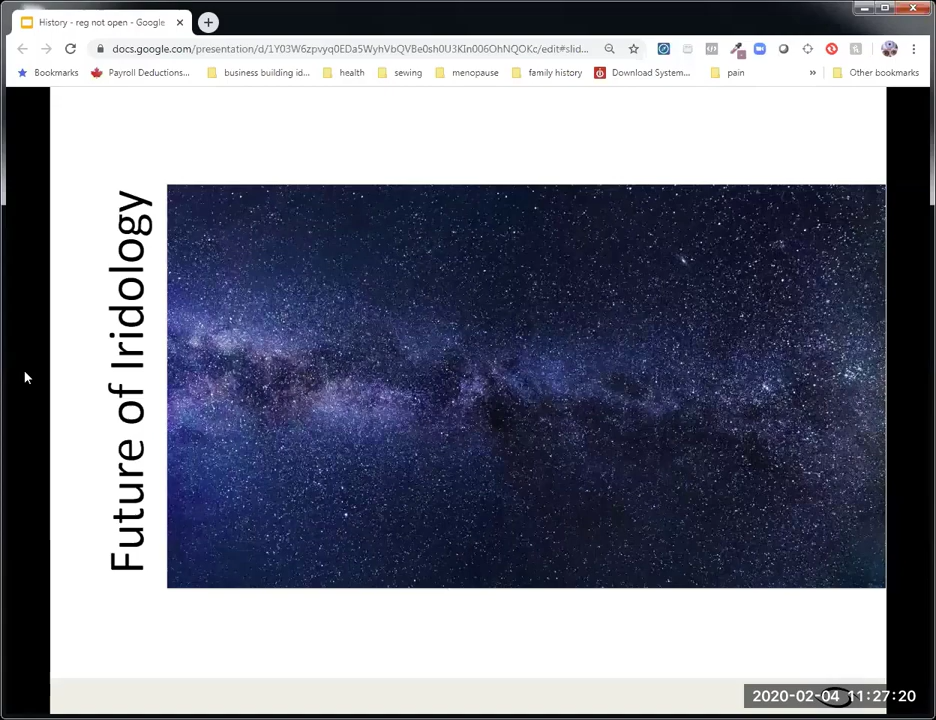 History - reg not open - Google
docs.google.com/presentation/d/1Y03W6zpvyq0EDa5WyhVbQVBe0sh0U3KIn006OhNQOKc/edit#slid...
Bookmarks
Payroll Deductions...
business building id...
health
sewing
menopause
family history
Download System...
pain
»
Other bookmarks
Future of Iridology
2020-02-04 11:27:20